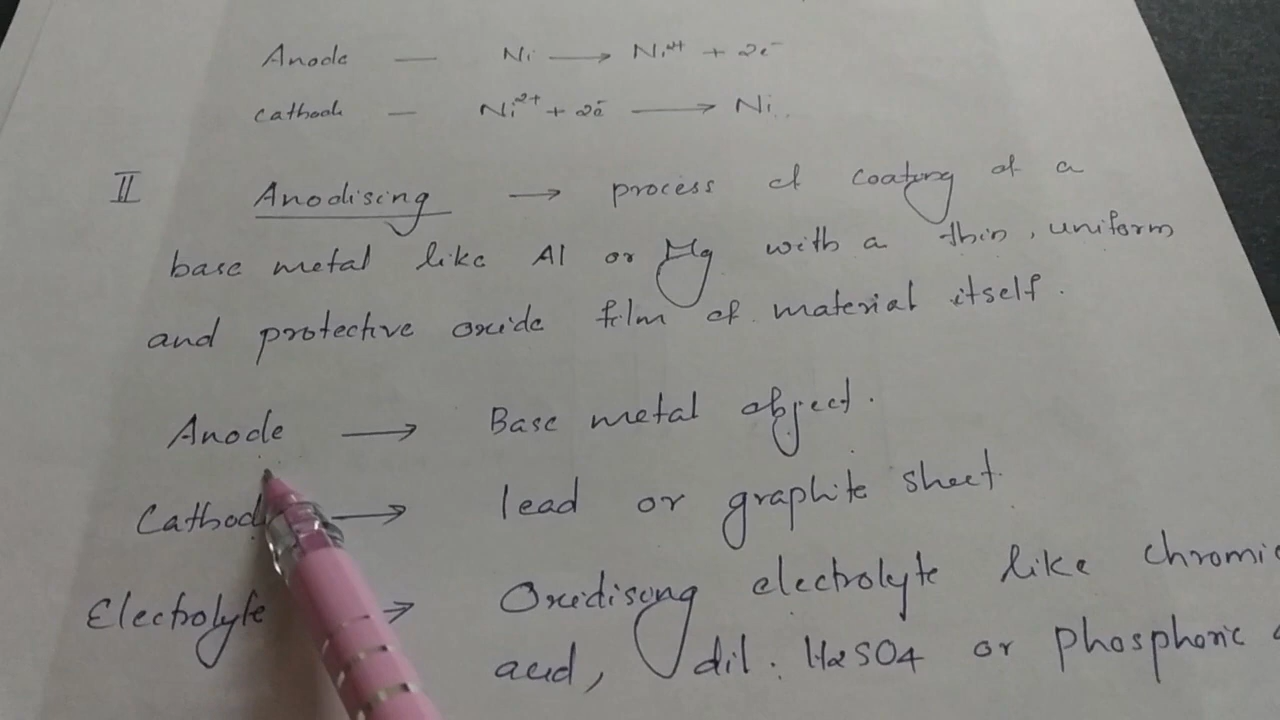 Anode — Ni → Ni²⁺ + 2e⁻
Cathode — Ni²⁺ + 2e⁻ → Ni
II Anodising → process of coating of a
base metal like Al or Mg with a thin, uniform
and protective oxide film of material itself.
Anode → Base metal object.
Cathod → lead or graphite sheet.
Electrolyte → Oxidising electrolyte like chromi
acid, dil. H2SO4 or phosphoric